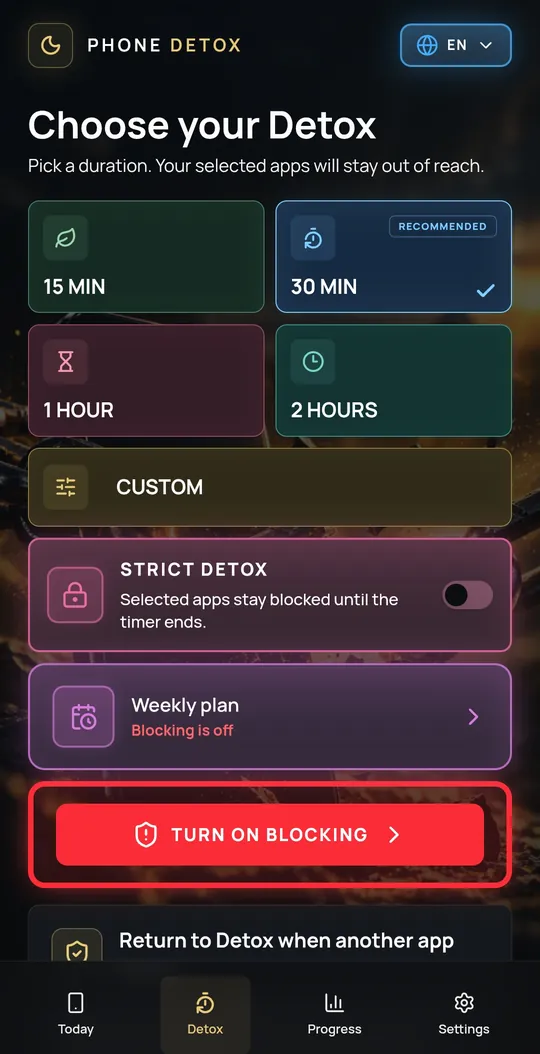 PHONE DETOX
EN
Choose your Detox
Pick a duration. Your selected apps will stay out of reach.
RECOMMENDED
15 MIN
30 MIN
1 HOUR
2 HOURS
CUSTOM
STRICT DETOX
Selected apps stay blocked until the
timer ends.
Weekly plan
Blocking is off
TURN ON BLOCKING
Return to Detox when another app
Today
Detox
Progress
Settings